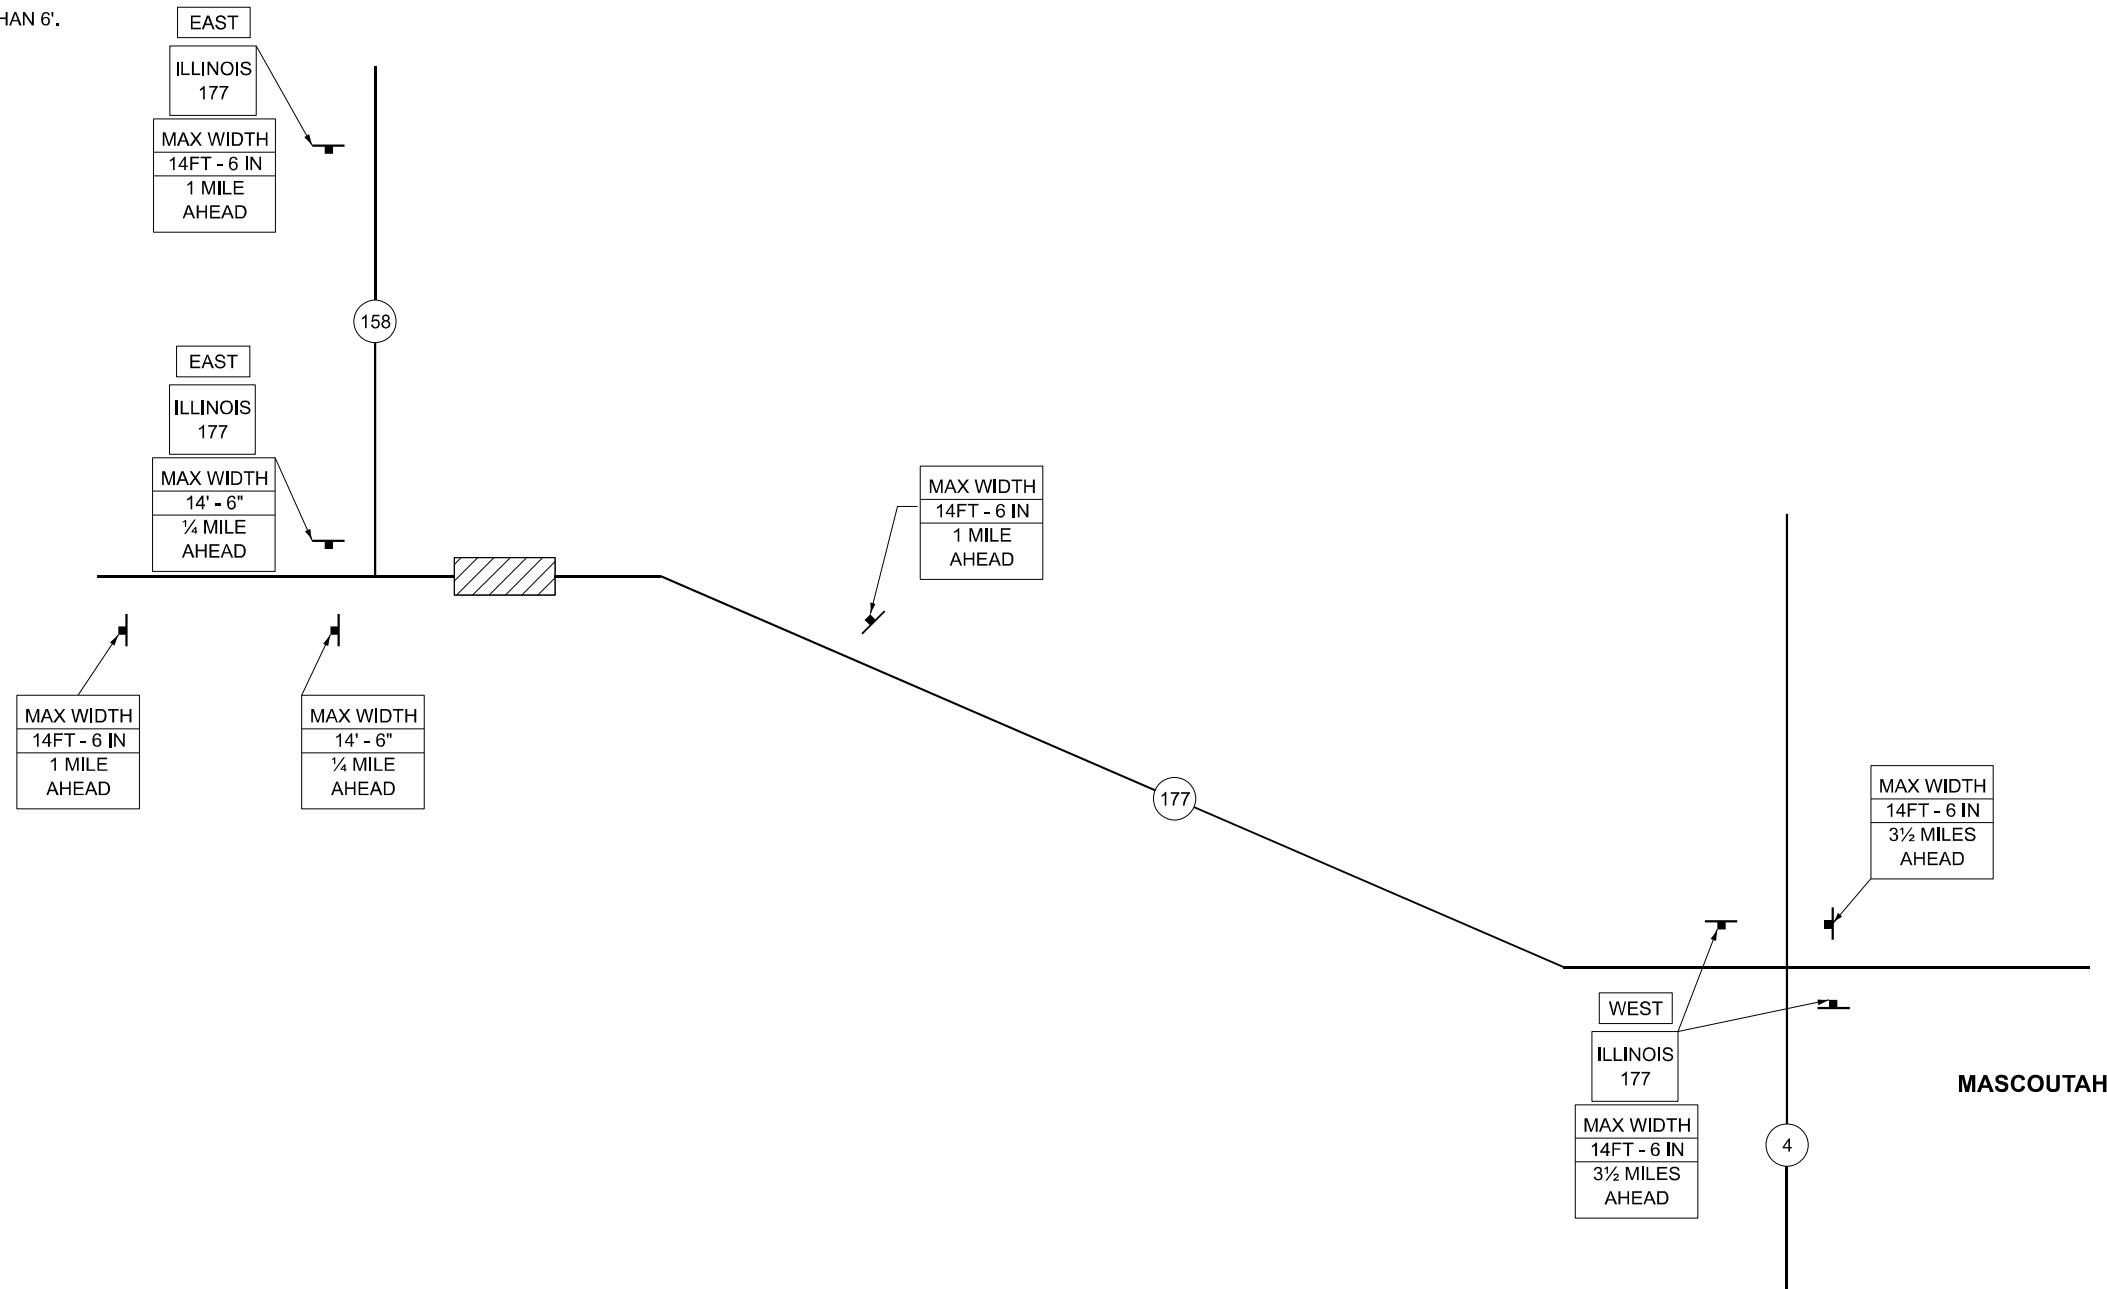 HAN 6'.
EAST
ILLINOIS
177
MAX WIDTH
14FT - 6 IN
1 MILE
AHEAD
158
EAST
ILLINOIS
177
MAX WIDTH
14' - 6"
¼ MILE
AHEAD
MAX WIDTH
14FT - 6 IN
1 MILE
AHEAD
MAX WIDTH
14FT - 6 IN
1 MILE
AHEAD
MAX WIDTH
14' - 6"
¼ MILE
AHEAD
177
MAX WIDTH
14FT - 6 IN
3½ MILES
AHEAD
WEST
ILLINOIS
177
MAX WIDTH
14FT - 6 IN
3½ MILES
AHEAD
MASCOUTAH
4